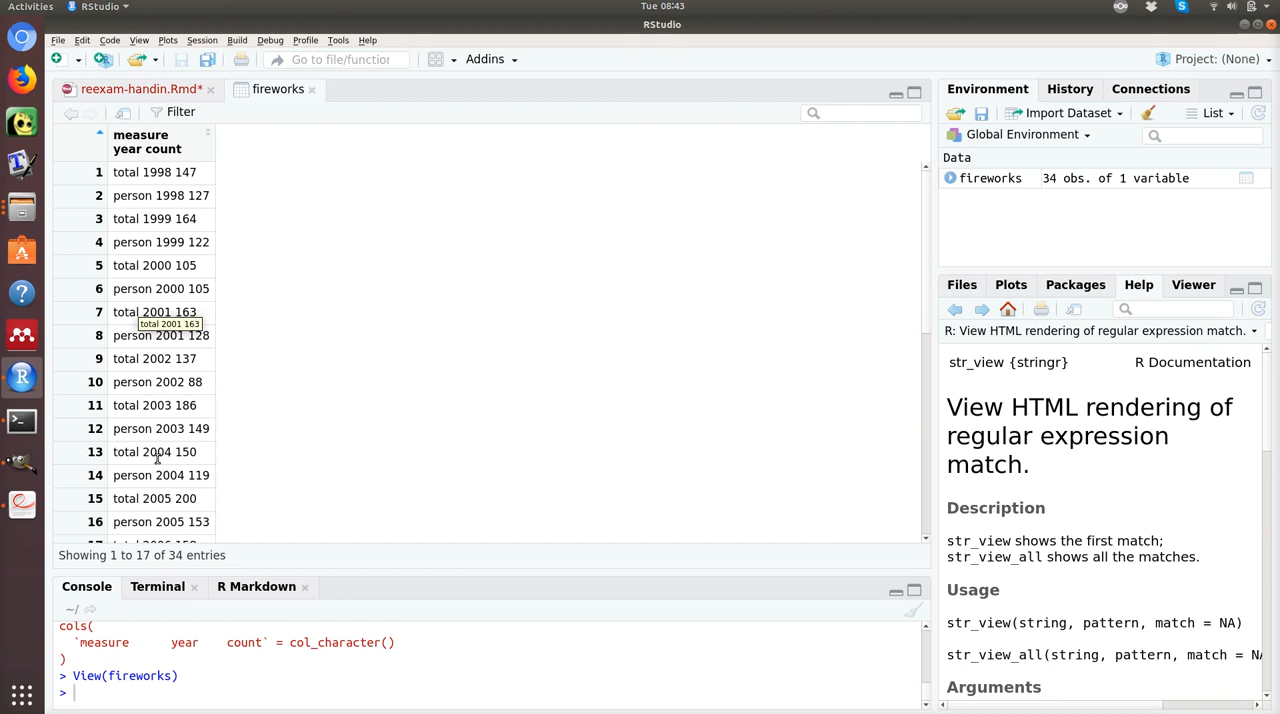 Activities
RStudio
Tue 08:43
RStudio
File Edit Code View Plots Session Build Debug Profile Tools Help
Go to file/function
Addins
Project: (None)
reexam-handin.Rmd*
fireworks
Filter
measure
year count
1 total 1998 147
2 person 1998 127
3 total 1999 164
4 person 1999 122
5 total 2000 105
6 person 2000 105
7 total 2001 163
total 2001 163
8 person 2001 128
9 total 2002 137
10 person 2002 88
11 total 2003 186
12 person 2003 149
13 total 2004 150
14 person 2004 119
15 total 2005 200
16 person 2005 153
Showing 1 to 17 of 34 entries
Console Terminal R Markdown
~/
cols(
`measure year count` = col_character()
)
> View(fireworks)
>
Environment History Connections
Import Dataset
List
Global Environment
Data
fireworks 34 obs. of 1 variable
Files Plots Packages Help Viewer
R: View HTML rendering of regular expression match.
str_view {stringr} R Documentation
View HTML rendering of
regular expression
match.
Description
str_view shows the first match;
str_view_all shows all the matches.
Usage
str_view(string, pattern, match = NA)
str_view_all(string, pattern, match = NA
Arguments